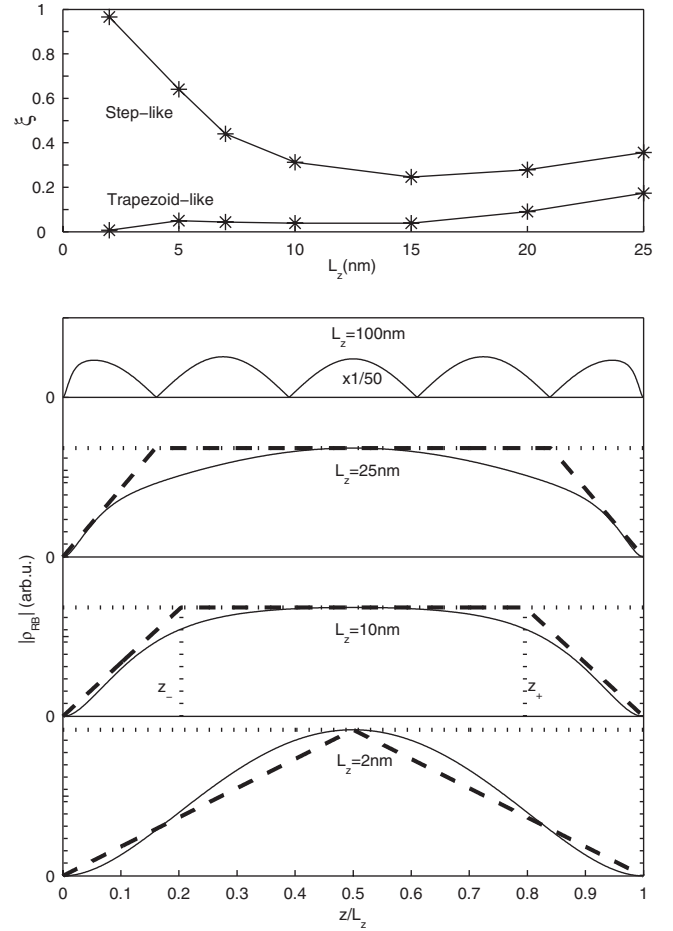 1
0.8
0.6
0.4
0.2
0
ξ
Step−like
Trapezoid−like
0 5 10 15 20 25
L_z(nm)
L_z=100nm
x1/50
0
L_z=25nm
0
|ρ_RB| (arb.u.)
L_z=10nm
z_− z_+
0
L_z=2nm
0
0 0.1 0.2 0.3 0.4 0.5 0.6 0.7 0.8 0.9 1
z/L_z